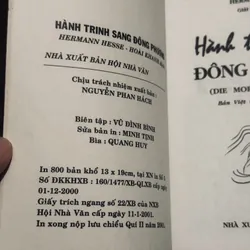 HÀNH TRÌNH SANG ĐÔNG PHƯƠNG
HERMANN HESSE - HOÀI KHANH
NHÀ XUẤT BẢN HỘI NHÀ VĂN
Chịu trách nhiệm xuất bản:
NGUYỄN PHAN HÁCH
Biên tập : VŨ ĐÌNH BÌNH
Sửa bản in : MINH TỊNH
Bìa : QUANG HUY
In 800 bản khổ 13 x 19cm, tại XN in
Số ĐKKHXB : 160/1477/XB-QLXB cấp ngày
01-12-2000
Giấy trích ngang số 22/XB của NXB
Hội Nhà Văn cấp ngày 11-1-2001.
In xong nộp lưu chiểu Quí II năm
HERM
Hành t
ĐÔNG
(DIE MOR
Bản Việt
NHÀ XU